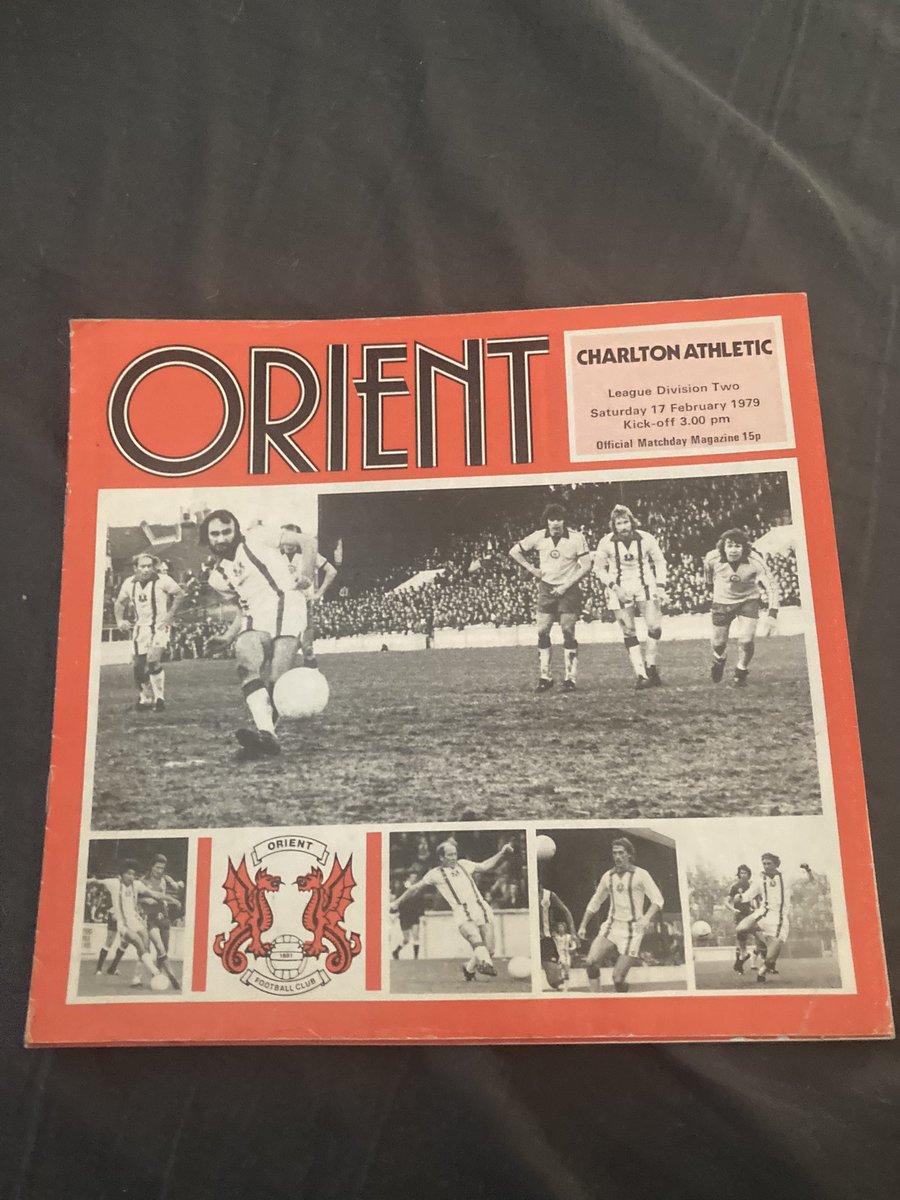 ORIENT
CHARLTON ATHLETIC
League Division Two
Saturday 17 February 1979
Kick-off 3.00 pm
Official Matchday Magazine 15p
ORIENT
1881
FOOTBALL CLUB